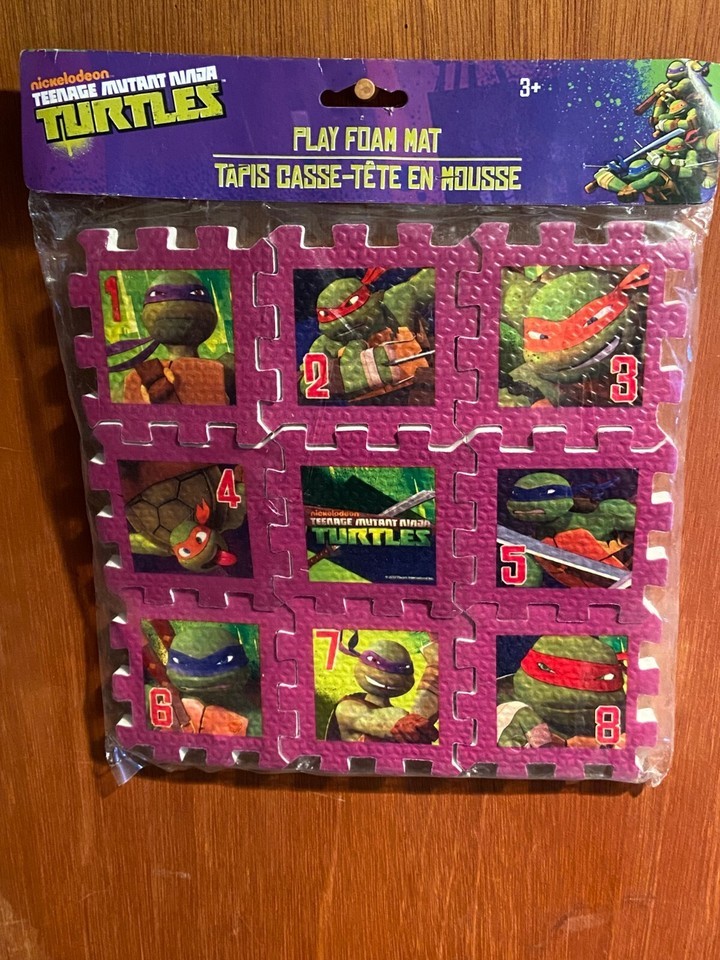 nickelodeon
TEENAGE MUTANT NINJA
TURTLES
3+
PLAY FOAM MAT
TAPIS CASSE-TÊTE EN MOUSSE
1
2
3
4
nickelodeon
TEENAGE MUTANT NINJA
TURTLES
5
6
7
8